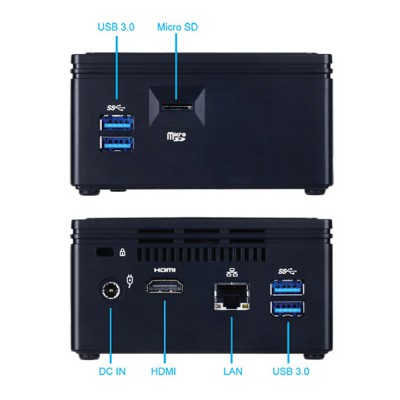 USB 3.0 Micro SD
SS
MICRO
SD
HDMI
SS
DC IN HDMI LAN USB 3.0